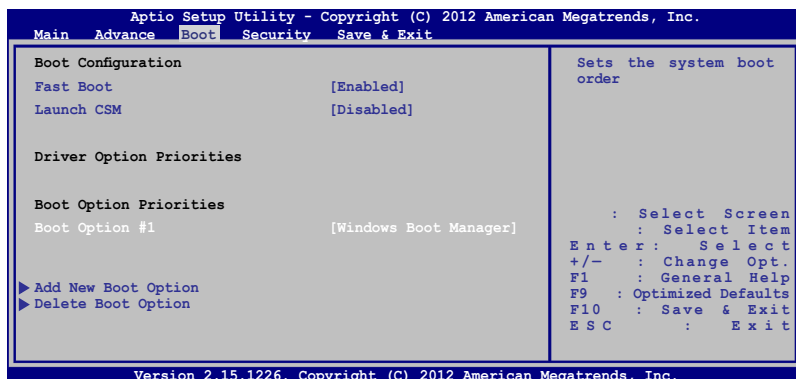 Aptio Setup Utility - Copyright (C) 2012 American Megatrends, Inc.
Main Advance Boot Security Save & Exit
Boot Configuration
Fast Boot [Enabled]
Launch CSM [Disabled]
Driver Option Priorities
Boot Option Priorities
Boot Option #1 [Windows Boot Manager]
Add New Boot Option
Delete Boot Option
Sets the system boot
order
: Select Screen
: Select Item
Enter: Select
+/— : Change Opt.
F1 : General Help
F9 : Optimized Defaults
F10 : Save & Exit
ESC : Exit
Version 2.15.1226. Copyright (C) 2012 American Megatrends, Inc.